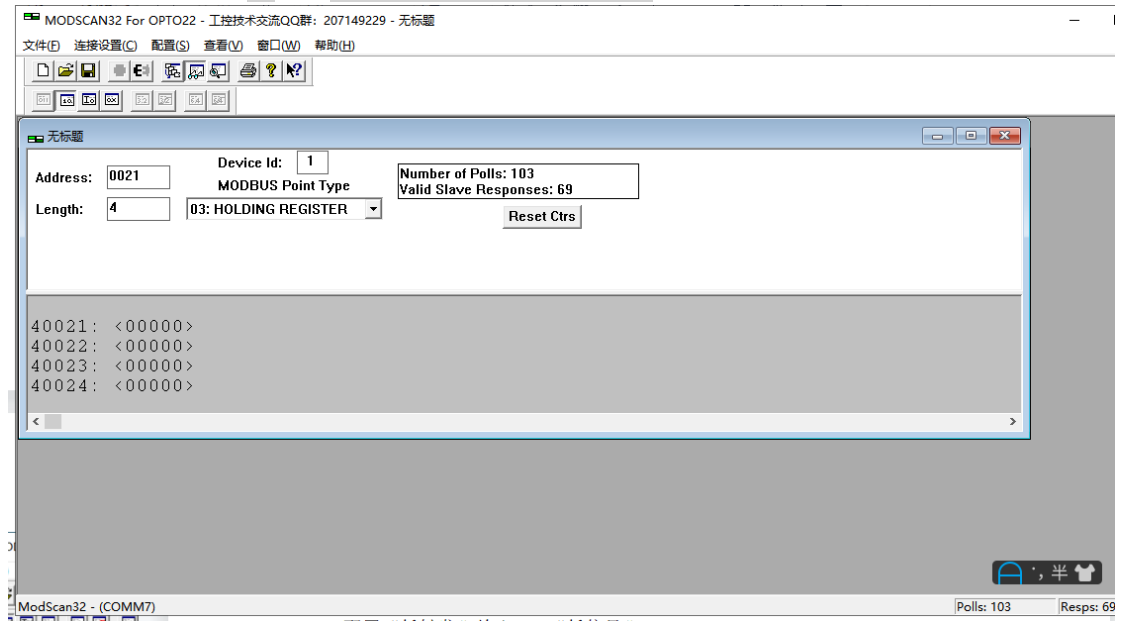 MODSCAN32 For OPTO22 - 工控技术交流QQ群：207149229 - 无标题
文件(F) 连接设置(C) 配置(S) 查看(V) 窗口(W) 帮助(H)
无标题
Device Id: 1
Address: 0021
MODBUS Point Type
Number of Polls: 103
Valid Slave Responses: 69
Length: 4
03: HOLDING REGISTER
Reset Ctrs
40021: <00000>
40022: <00000>
40023: <00000>
40024: <00000>
半
ModScan32 - (COMM7)
Polls: 103
Resps: 69